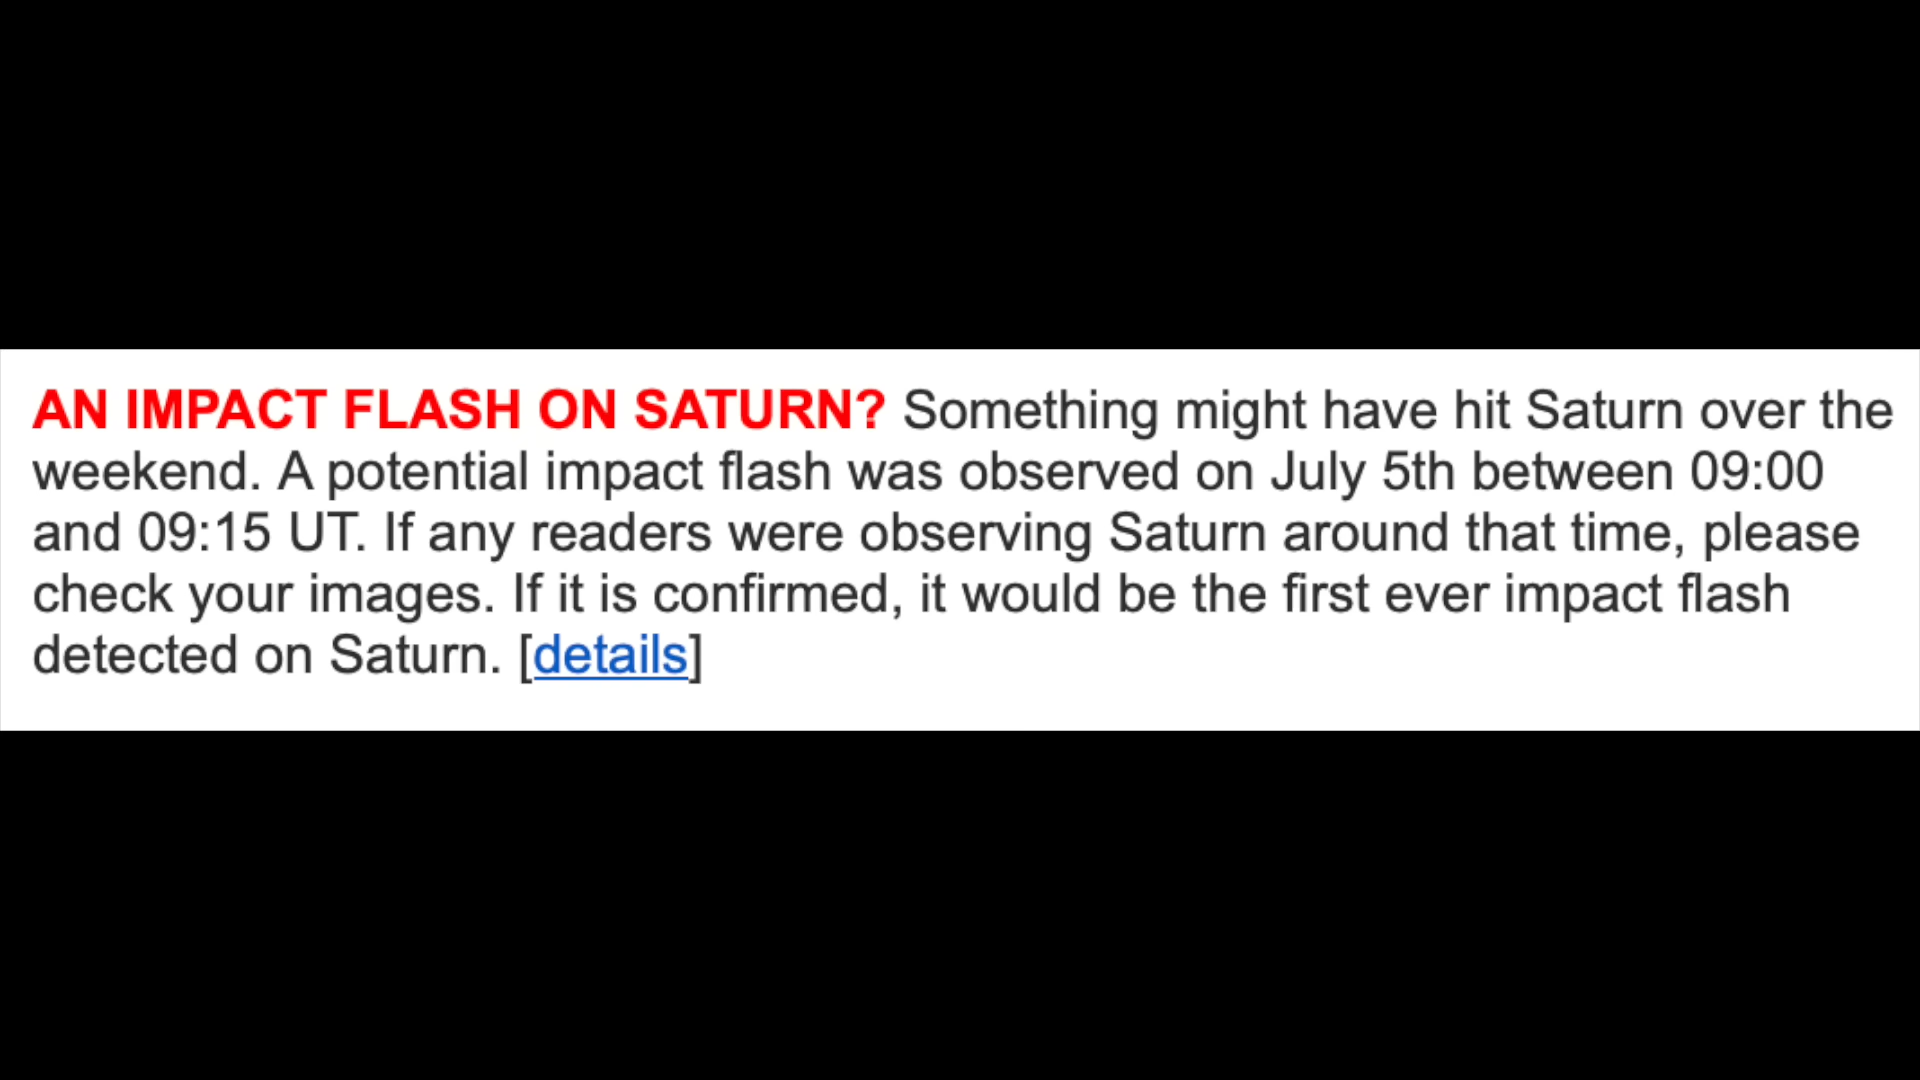 AN IMPACT FLASH ON SATURN? Something might have hit Saturn over the
weekend. A potential impact flash was observed on July 5th between 09:00
and 09:15 UT. If any readers were observing Saturn around that time, please
check your images. If it is confirmed, it would be the first ever impact flash
detected on Saturn. [details]